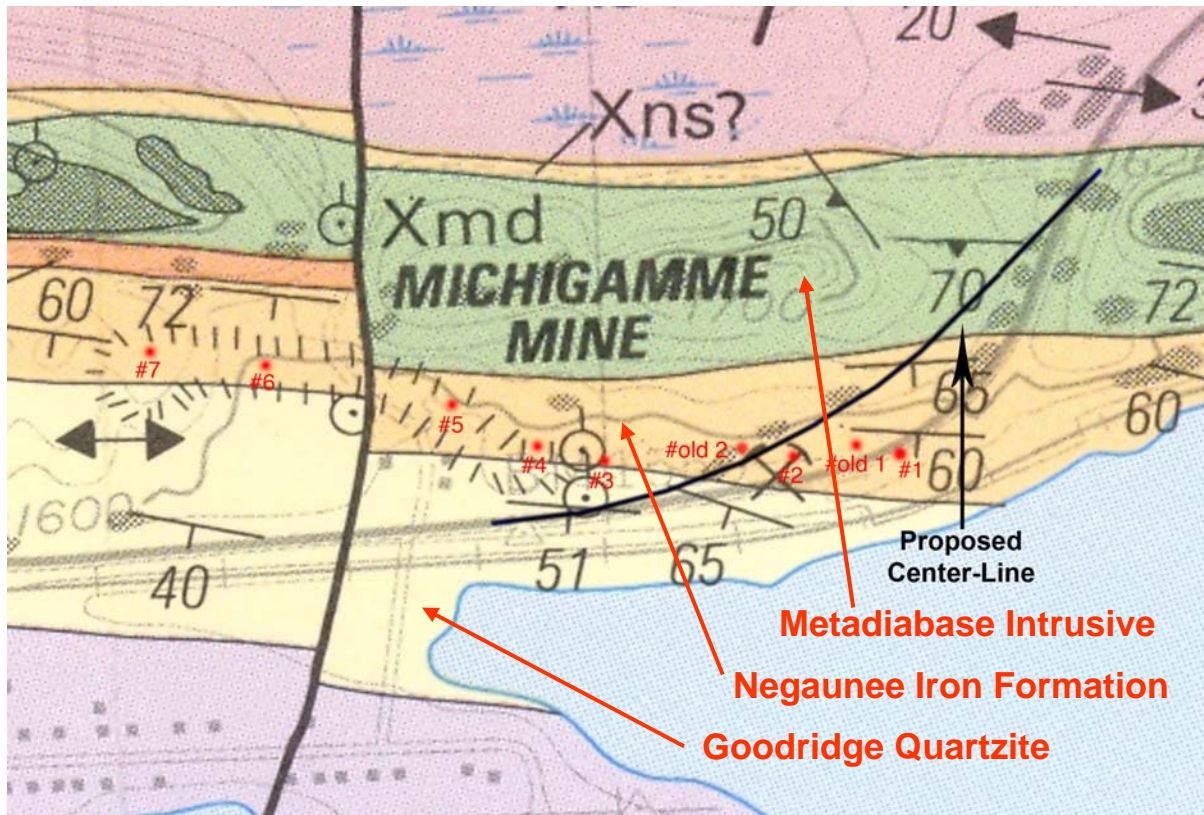 20
Xns?
Xmd
50
MICHIGAMME
MINE
1700
70
72
60
72
#7
#6
#5
#4
#3
#old 2
#2
#old 1
#1
65
60
60
1600
40
51
65
Proposed
Center-Line
Metadiabase Intrusive
Negaunee Iron Formation
Goodridge Quartzite